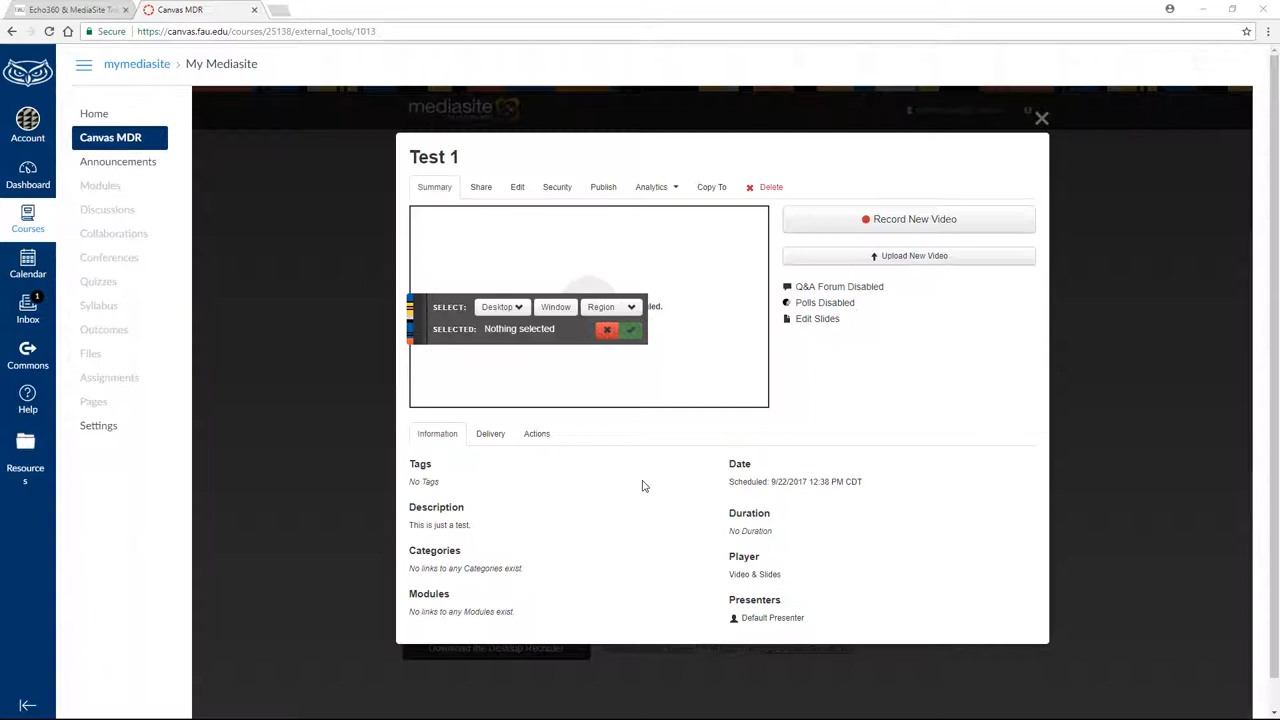 Echo360 & MediaSite
Canvas MDR
Secure
https://canvas.fau.edu/courses/25138/external_tools/1013
mymediasite › My Mediasite
Account
Dashboard
Courses
Calendar
1
Inbox
Commons
Help
Resource
s
Home
Canvas MDR
Announcements
Modules
Discussions
Collaborations
Conferences
Quizzes
Syllabus
Outcomes
Files
Assignments
Pages
Settings
mediasite
Test 1
Summary
Share
Edit
Security
Publish
Analytics
Copy To
Delete
Record New Video
Upload New Video
Q&A Forum Disabled
Polls Disabled
Edit Slides
SELECT: Desktop Window Region
SELECTED: Nothing selected
Information
Delivery
Actions
Tags
No Tags
Description
This is just a test.
Categories
No links to any Categories exist.
Modules
No links to any Modules exist.
Date
Scheduled: 9/22/2017 12:38 PM CDT
Duration
No Duration
Player
Video & Slides
Presenters
Default Presenter
Download the Desktop Recorder